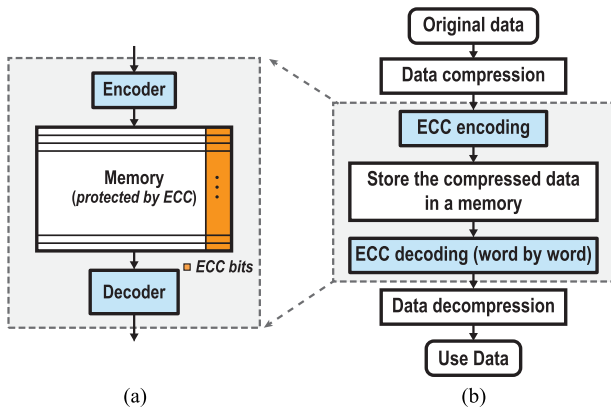 Encoder
Memory
(protected by ECC)
ECC bits
Decoder
(a)
Original data
Data compression
ECC encoding
Store the compressed data
in a memory
ECC decoding (word by word)
Data decompression
Use Data
(b)